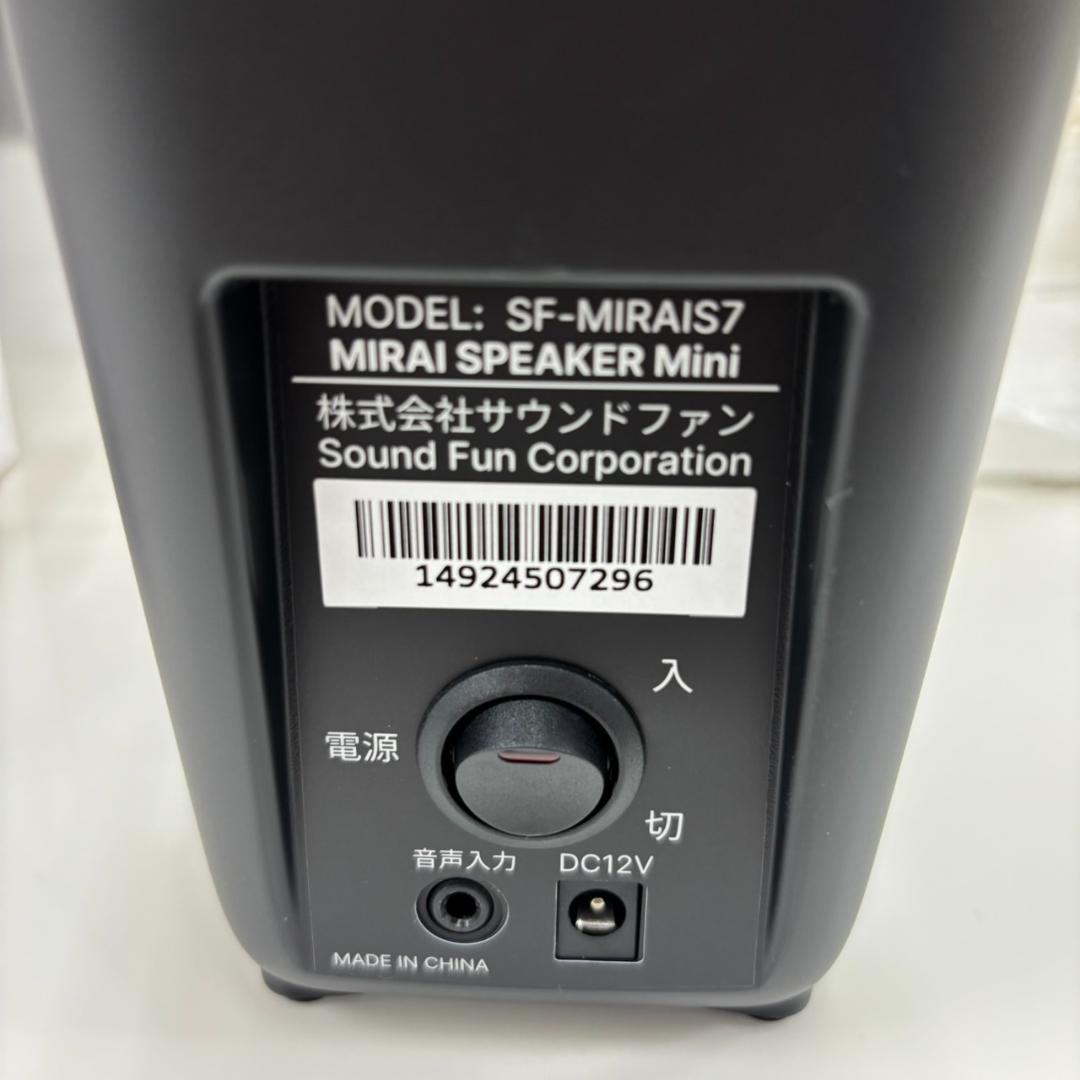 MODEL: SF-MIRAIS7
MIRAI SPEAKER Mini
株式会社サウンドファン
Sound Fun Corporation
14924507296
入
電源
切
音声入力 DC12V
MADE IN CHINA